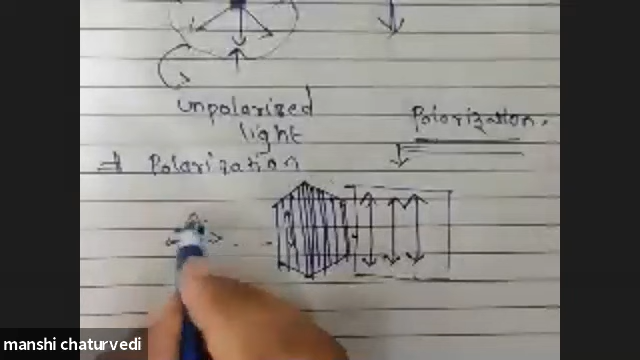 unpolarized
light
Polarization.
→ Polarization
manshi chaturvedi